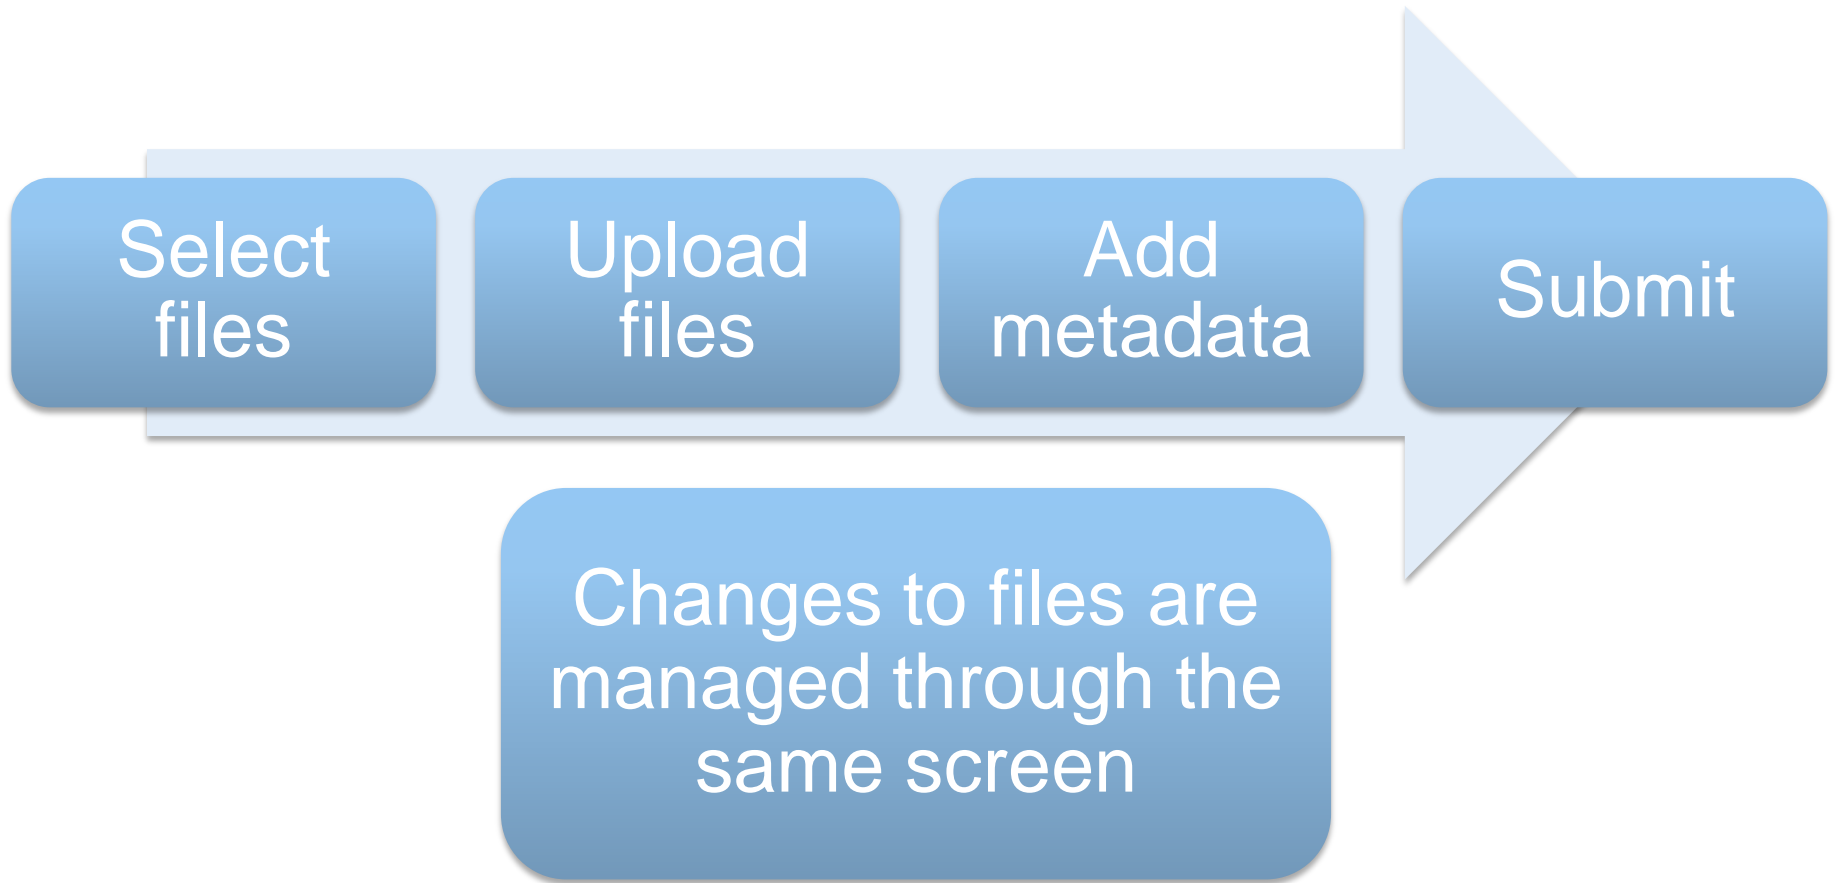 Select
files
Upload
files
Add
metadata
Submit
Changes to files are
managed through the
same screen